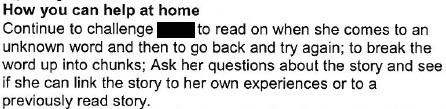 How you can help at home
Continue to challenge to read on when she comes to an
unknown word and then to go back and try again; to break the
word up into chunks; Ask her questions about the story and see
if she can link the story to her own experiences or to a
previously read story.